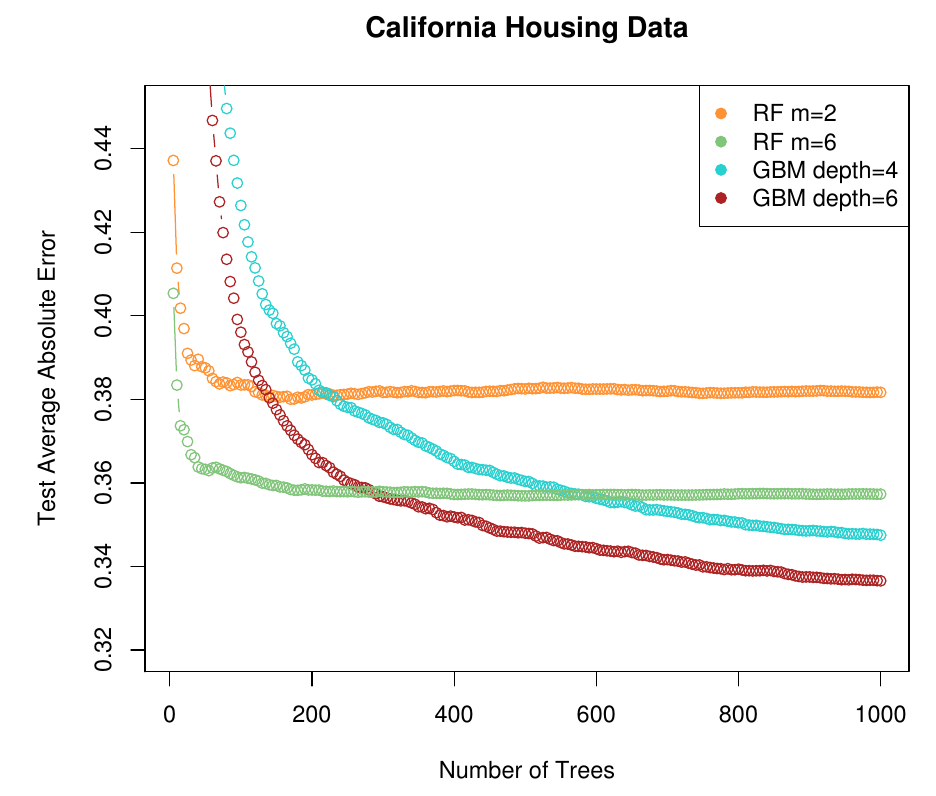 California Housing Data
RF m=2
RF m=6
GBM depth=4
GBM depth=6
Test Average Absolute Error
0.44
0.42
0.40
0.38
0.36
0.34
0.32
0 200 400 600 800 1000
Number of Trees